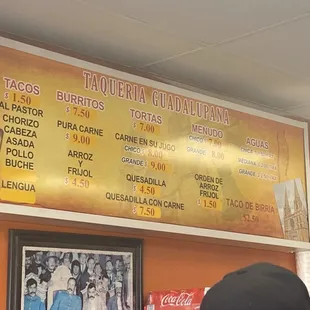 TAQUERIA GUADALUPANA
TACOS
$ 1.50
AL PASTOR
CHORIZO
CABEZA
ASADA
POLLO
BUCHE
LENGUA
BURRITOS
$ 7.50
PURA CARNE
$ 9.00
ARROZ
Y
FRIJOL
$ 4.50
TORTAS
$ 7.00
CARNE EN SU JUGO
CHICO
GRANDE
$ 9.00
QUESADILLA
$ 4.50
QUESADILLA CON CARNE
$ 7.50
MENUDO
CHICO
GRANDE
ORDEN DE
ARROZ
FRIJOL
$ 1.50
AGUAS
MEDIANA
GRANDE
TACO DE BIRRIA
$2.50
Coca-Cola